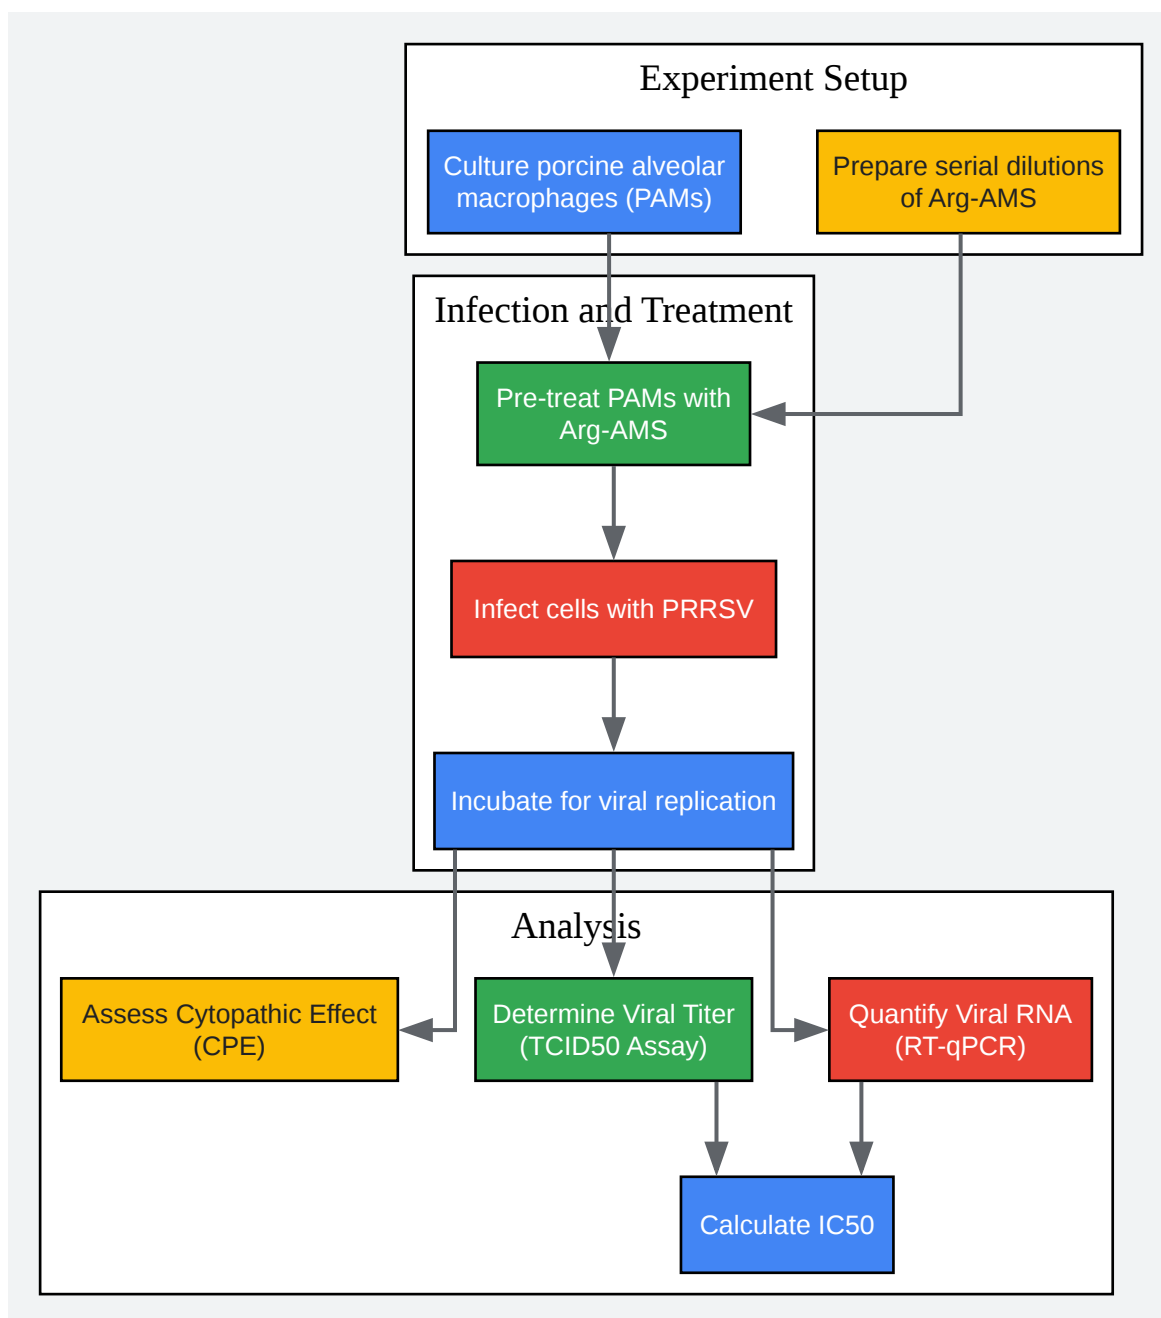 Experiment Setup
Culture porcine alveolar
macrophages (PAMs)
Prepare serial dilutions
of Arg-AMS
Infection and Treatment
Pre-treat PAMs with
Arg-AMS
Infect cells with PRRSV
Incubate for viral replication
Analysis
Assess Cytopathic Effect
(CPE)
Determine Viral Titer
(TCID50 Assay)
Quantify Viral RNA
(RT-qPCR)
Calculate IC50